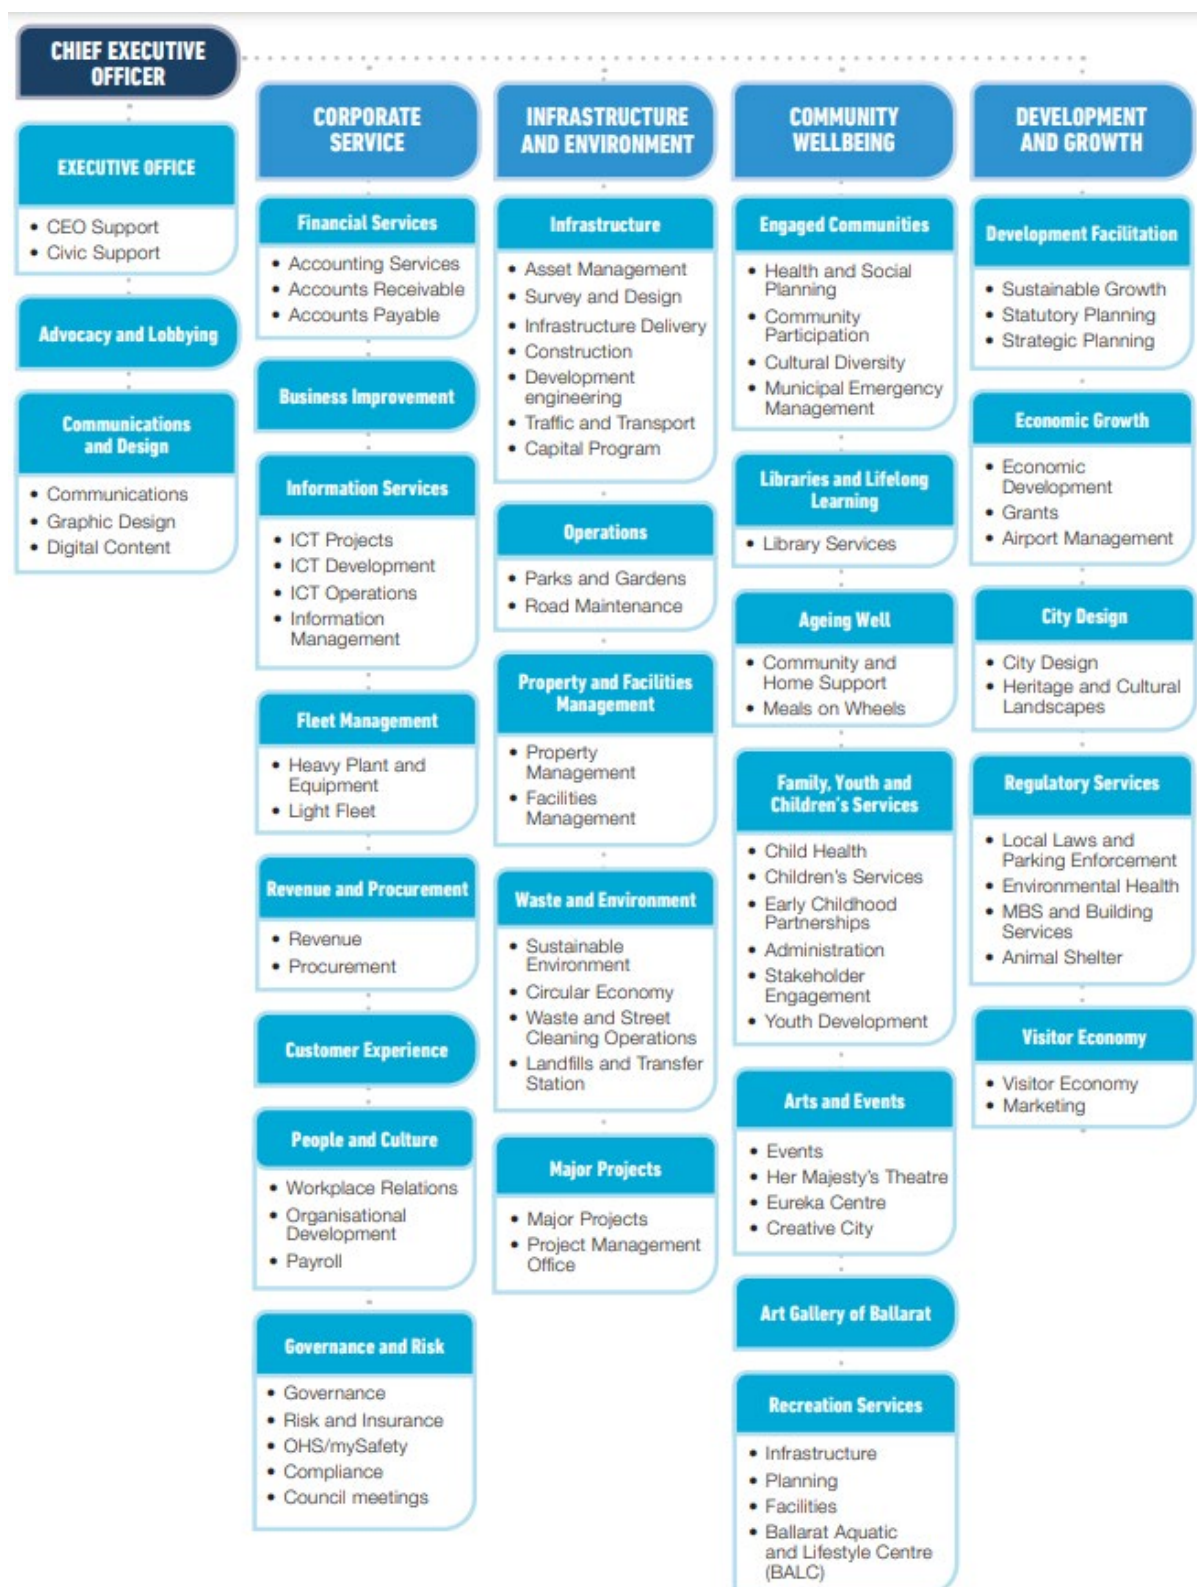 CHIEF EXECUTIVE
OFFICER
EXECUTIVE OFFICE
• CEO Support
• Civic Support
Advocacy and Lobbying
Communications
and Design
• Communications
• Graphic Design
• Digital Content
CORPORATE
SERVICE
Financial Services
• Accounting Services
• Accounts Receivable
• Accounts Payable
Business Improvement
Information Services
• ICT Projects
• ICT Development
• ICT Operations
• Information
Management
Fleet Management
• Heavy Plant and
Equipment
• Light Fleet
Revenue and Procurement
• Revenue
• Procurement
Customer Experience
People and Culture
• Workplace Relations
• Organisational
Development
• Payroll
Governance and Risk
• Governance
• Risk and Insurance
• OHS/mySafety
• Compliance
• Council meetings
INFRASTRUCTURE
AND ENVIRONMENT
Infrastructure
• Asset Management
• Survey and Design
• Infrastructure Delivery
• Construction
• Development
engineering
• Traffic and Transport
• Capital Program
Operations
• Parks and Gardens
• Road Maintenance
Property and Facilities
Management
• Property
Management
• Facilities
Management
Waste and Environment
• Sustainable
Environment
• Circular Economy
• Waste and Street
Cleaning Operations
• Landfills and Transfer
Station
Major Projects
• Major Projects
• Project Management
Office
COMMUNITY
WELLBEING
Engaged Communities
• Health and Social
Planning
• Community
Participation
• Cultural Diversity
• Municipal Emergency
Management
Libraries and Lifelong
Learning
• Library Services
Ageing Well
• Community and
Home Support
• Meals on Wheels
Family, Youth and
Children's Services
• Child Health
• Children's Services
• Early Childhood
Partnerships
• Administration
• Stakeholder
Engagement
• Youth Development
Arts and Events
• Events
• Her Majesty's Theatre
• Eureka Centre
• Creative City
Art Gallery of Ballarat
Recreation Services
• Infrastructure
• Planning
• Facilities
• Ballarat Aquatic
and Lifestyle Centre
(BALC)
DEVELOPMENT
AND GROWTH
Development Facilitation
• Sustainable Growth
• Statutory Planning
• Strategic Planning
Economic Growth
• Economic
Development
• Grants
• Airport Management
City Design
• City Design
• Heritage and Cultural
Landscapes
Regulatory Services
• Local Laws and
Parking Enforcement
• Environmental Health
• MBS and Building
Services
• Animal Shelter
Visitor Economy
• Visitor Economy
• Marketing